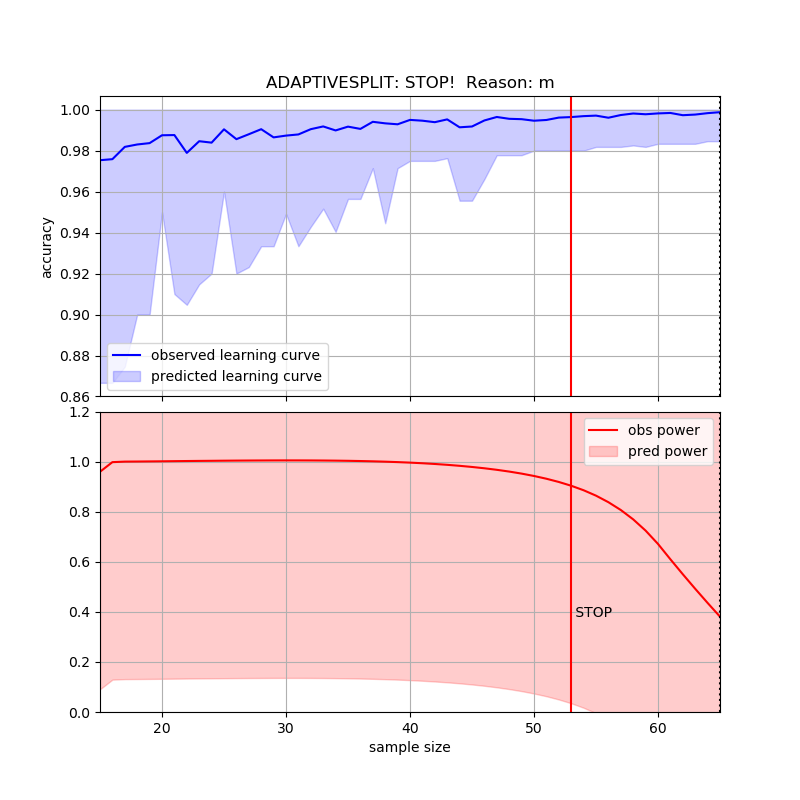 ADAPTIVESPLIT: STOP!  Reason: m
1.00
0.98
0.96
0.94
0.92
0.90
0.88
0.86
accuracy
observed learning curve
predicted learning curve
1.2
1.0
0.8
0.6
0.4
0.2
0.0
obs power
pred power
STOP
20 30 40 50 60
sample size